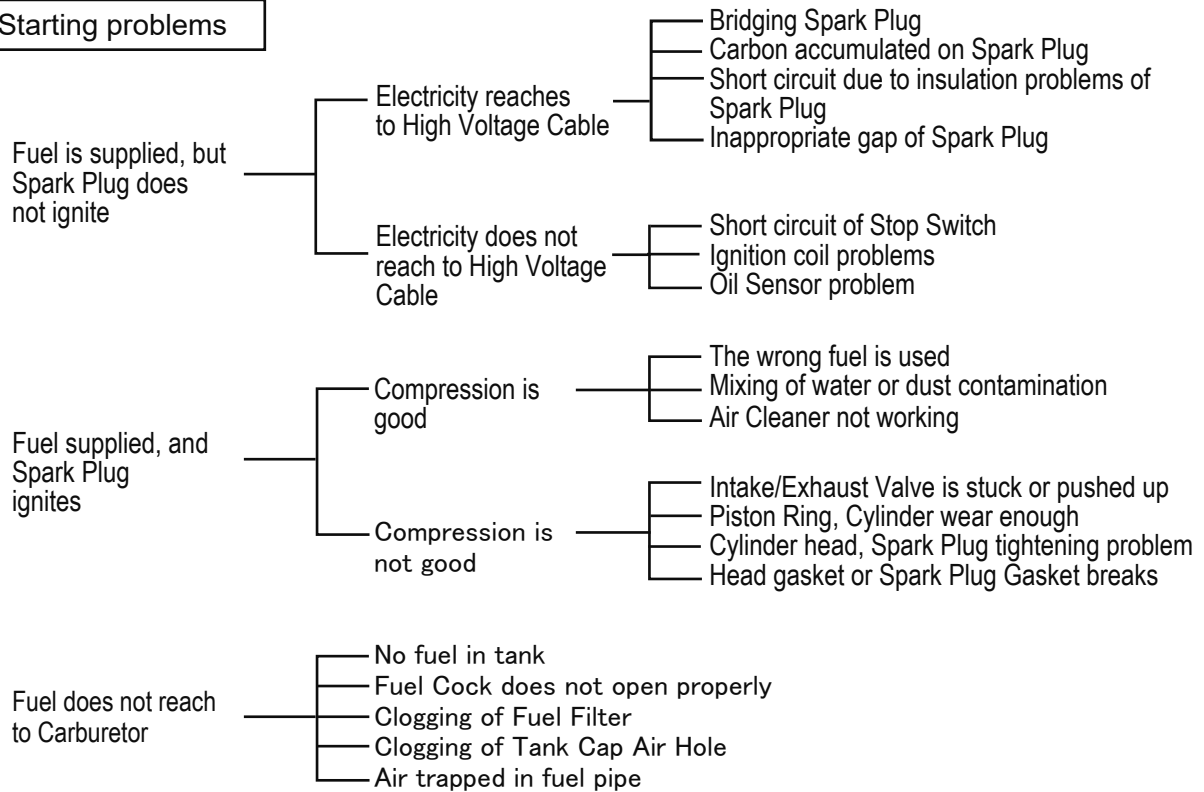 Starting problems
Fuel is supplied, but
Spark Plug does
not ignite
Electricity reaches
to High Voltage Cable
Bridging Spark Plug
Carbon accumulated on Spark Plug
Short circuit due to insulation problems of
Spark Plug
Inappropriate gap of Spark Plug
Electricity does not
reach to High Voltage
Cable
Short circuit of Stop Switch
Ignition coil problems
Oil Sensor problem
Fuel supplied, and
Spark Plug
ignites
Compression is
good
The wrong fuel is used
Mixing of water or dust contamination
Air Cleaner not working
Compression is
not good
Intake/Exhaust Valve is stuck or pushed up
Piston Ring, Cylinder wear enough
Cylinder head, Spark Plug tightening problem
Head gasket or Spark Plug Gasket breaks
Fuel does not reach
to Carburetor
No fuel in tank
Fuel Cock does not open properly
Clogging of Fuel Filter
Clogging of Tank Cap Air Hole
Air trapped in fuel pipe